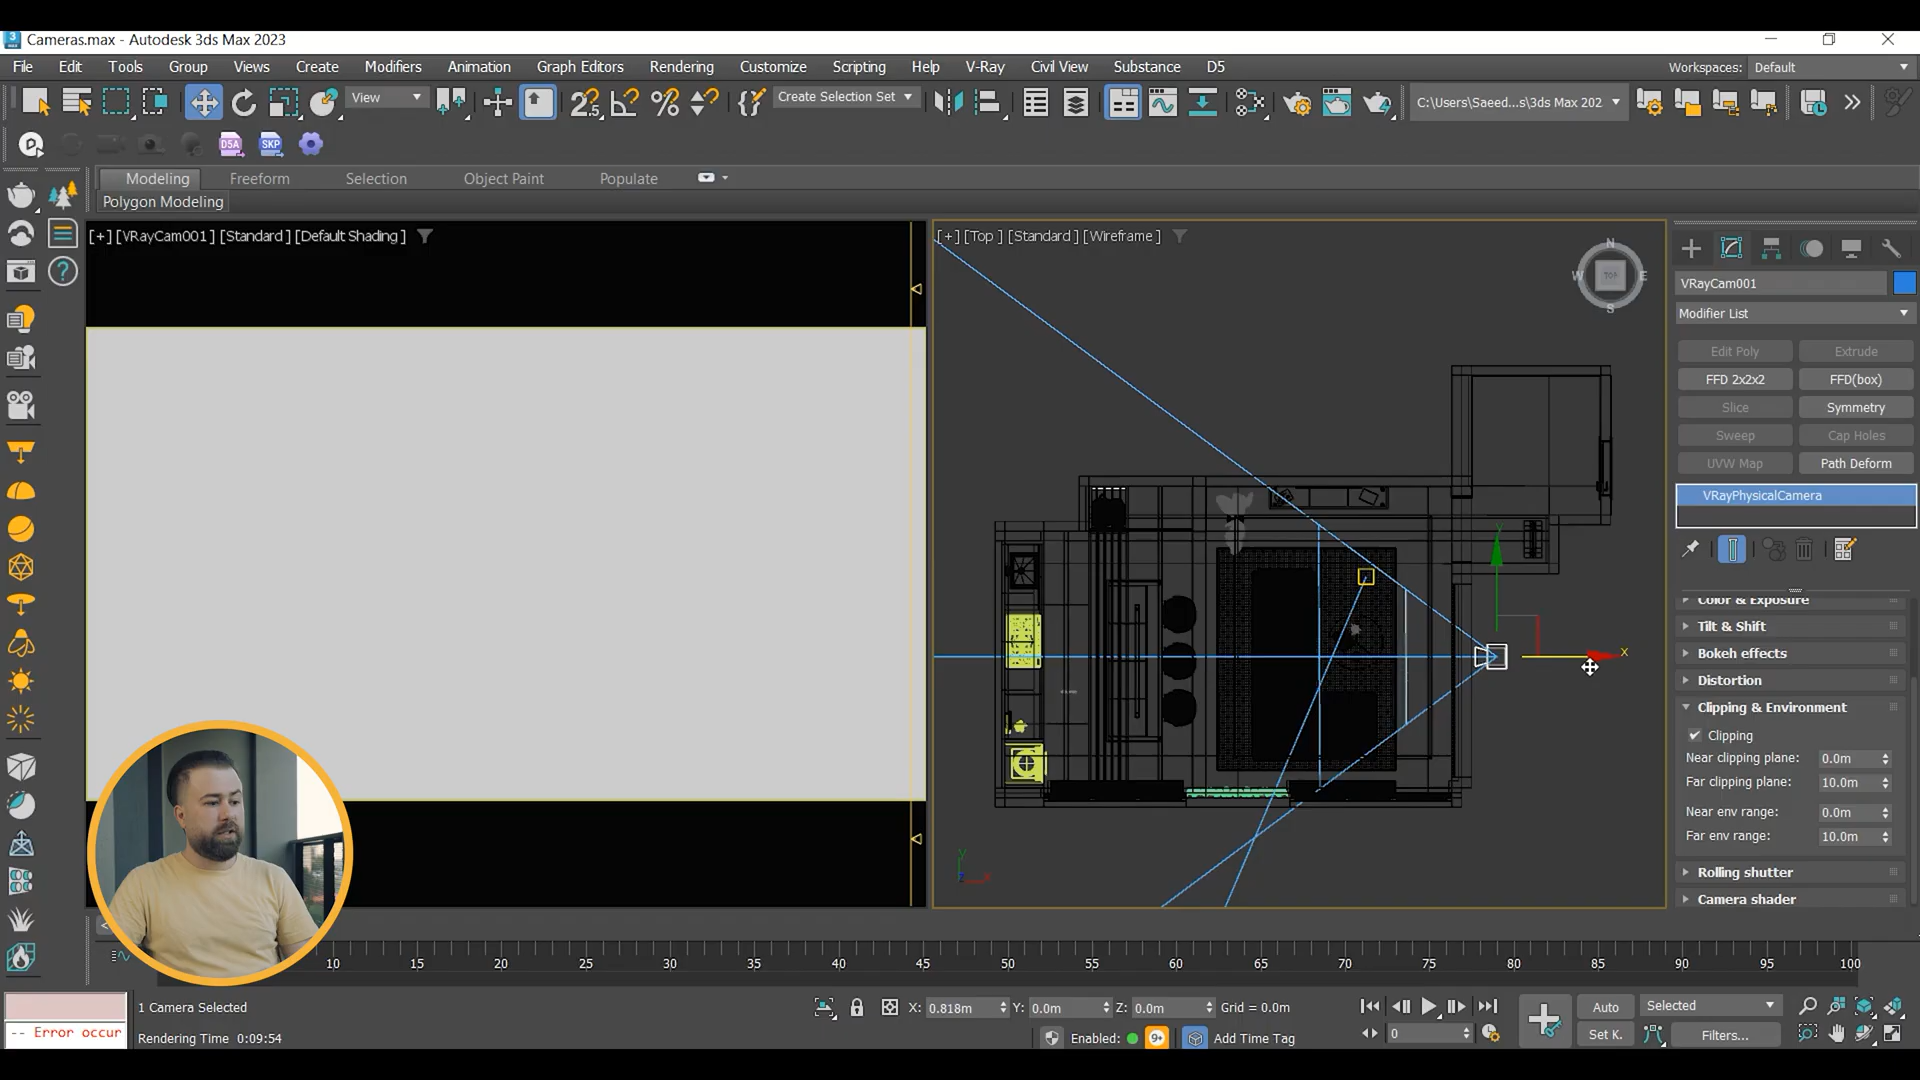 Cameras.max - Autodesk 3ds Max 2023
File Edit Tools Group Views Create Modifiers Animation Graph Editors Rendering Customize Scripting Help V-Ray Civil View Substance D5
Workspaces: Default
View
Create Selection Set
C:\Users\Saeed...s\3ds Max 202
D5A SKP
Modeling Freeform Selection Object Paint Populate
Polygon Modeling
[+] [VRayCam001] [Standard] [Default Shading]
[+] [Top] [Standard] [Wireframe]
N
W TOP E
S
VRayCam001
Modifier List
Edit Poly Extrude
FFD 2x2x2 FFD(box)
Slice Symmetry
Sweep Cap Holes
UVW Map Path Deform
VRayPhysicalCamera
Color & Exposure
Tilt & Shift
Bokeh effects
Distortion
Clipping & Environment
Clipping
Near clipping plane: 0.0m
Far clipping plane: 10.0m
Near env range: 0.0m
Far env range: 10.0m
Rolling shutter
Camera shader
y
x
y
z x
10 15 20 25 30 35 40 45 50 55 60 65 70 75 80 85 90 95 100
1 Camera Selected
X: 0.818m Y: 0.0m Z: 0.0m Grid = 0.0m
Auto Selected
-- Error occur
Rendering Time 0:09:54
Enabled: 9+ Add Time Tag
0
Set K. Filters...